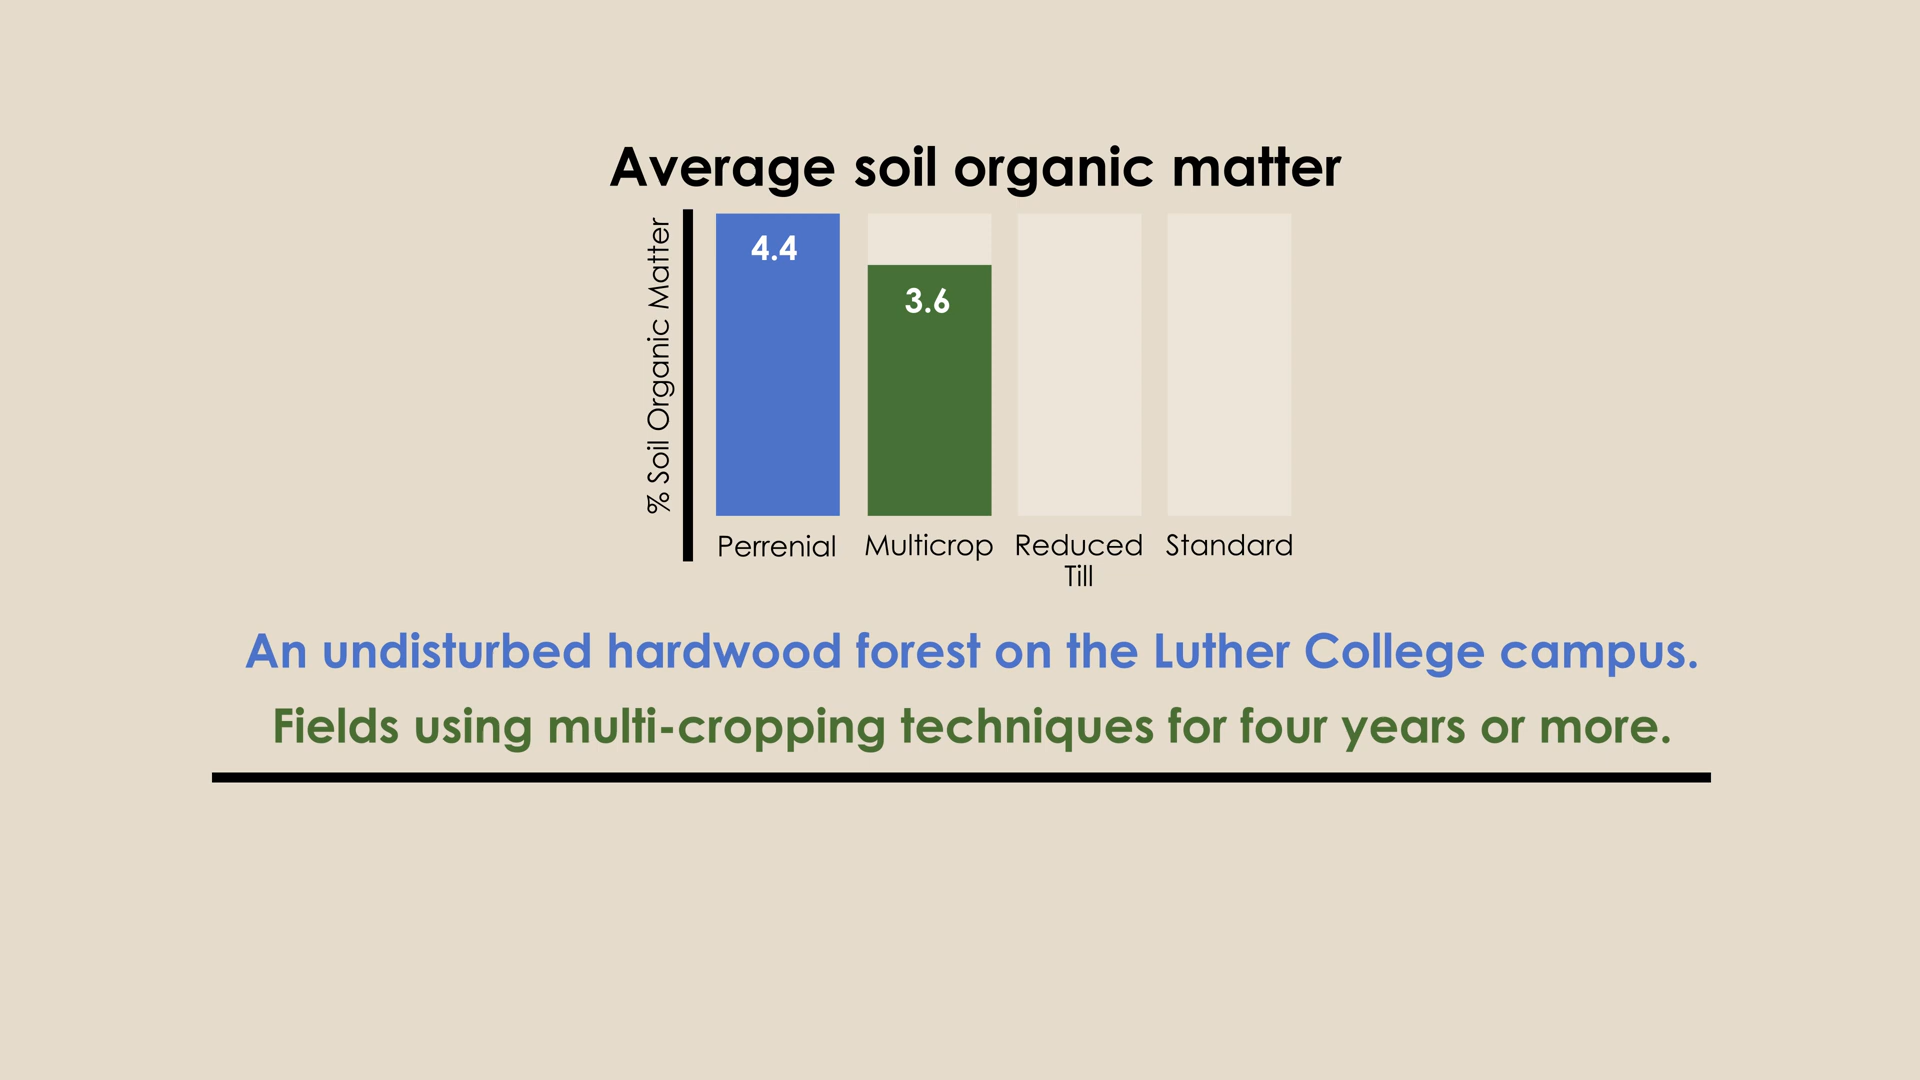 Average soil organic matter
% Soil Organic Matter
4.4
3.6
Perrenial
Multicrop
Reduced
Till
Standard
An undisturbed hardwood forest on the Luther College campus.
Fields using multi-cropping techniques for four years or more.